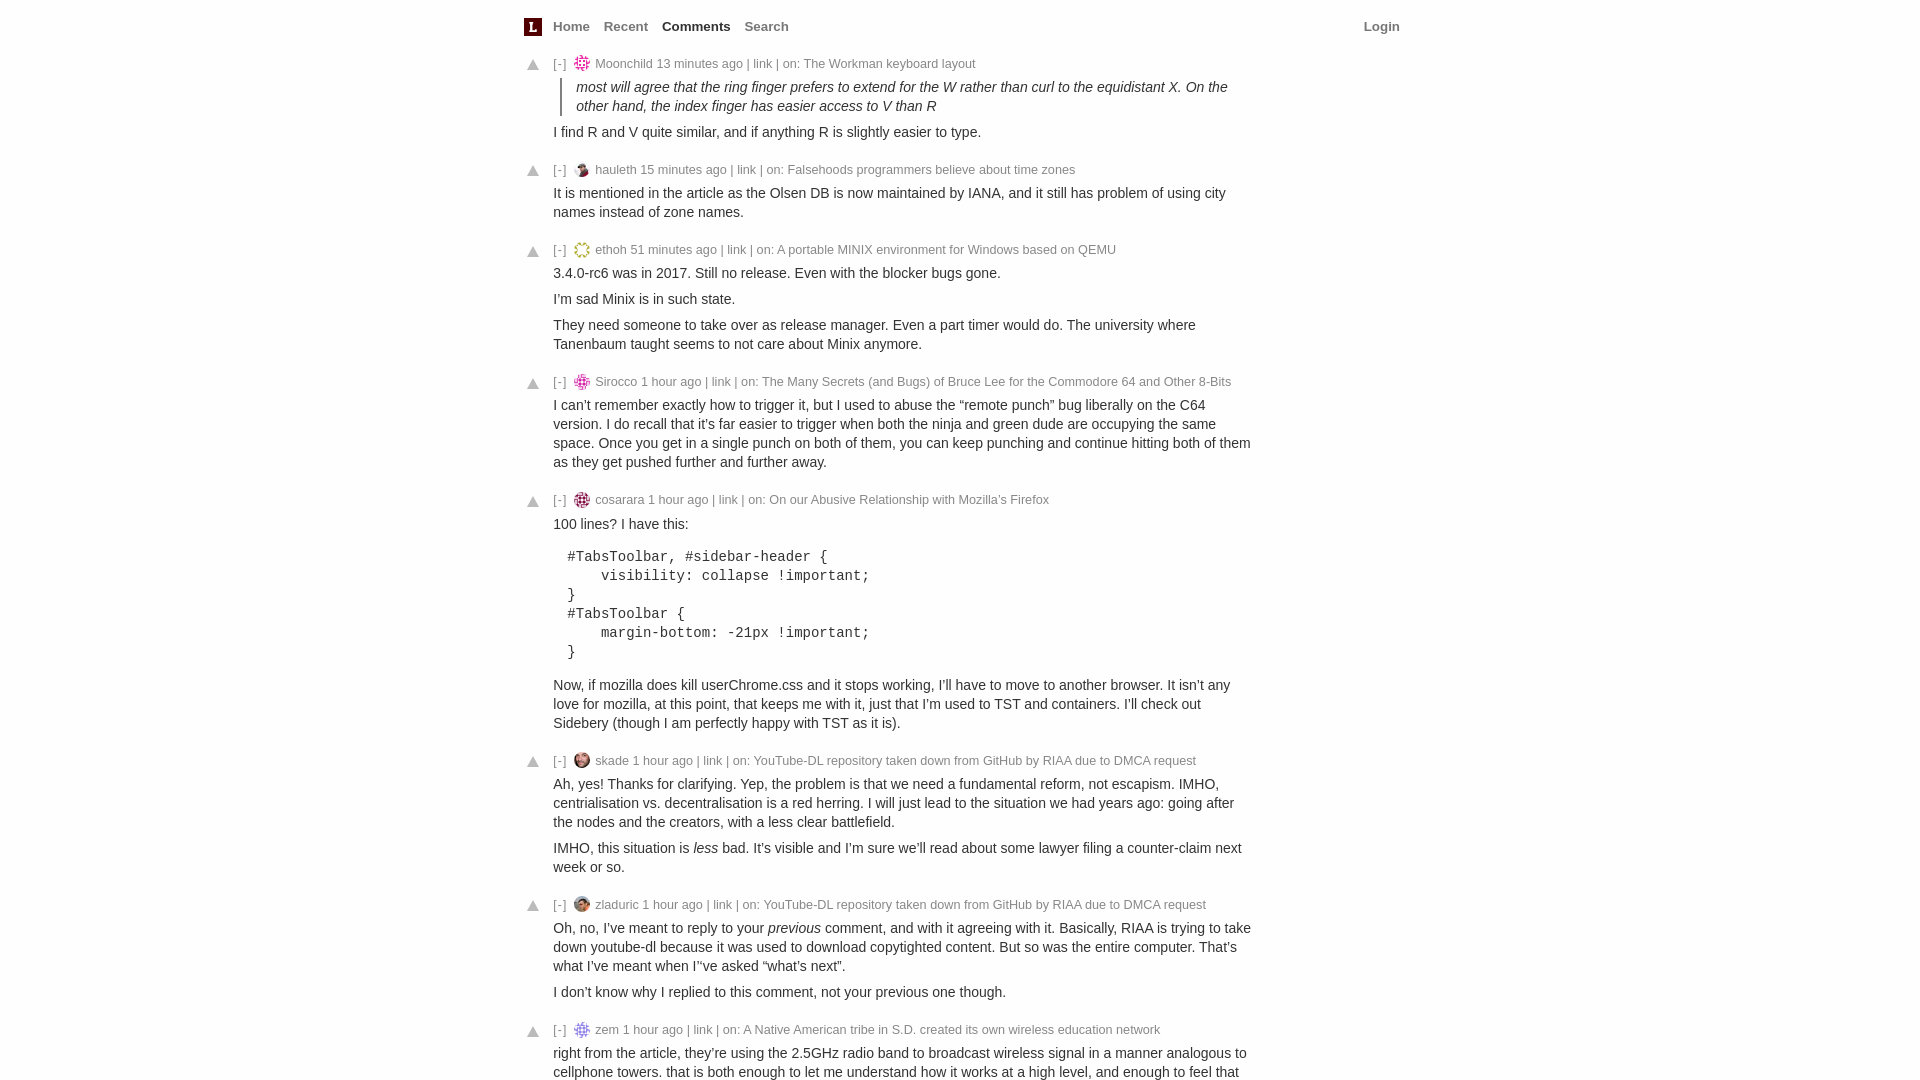 L Home Recent Comments Search Login
[-] Moonchild 13 minutes ago | link | on: The Workman keyboard layout
most will agree that the ring finger prefers to extend for the W rather than curl to the equidistant X. On the
other hand, the index finger has easier access to V than R
I find R and V quite similar, and if anything R is slightly easier to type.
[-] hauleth 15 minutes ago | link | on: Falsehoods programmers believe about time zones
It is mentioned in the article as the Olsen DB is now maintained by IANA, and it still has problem of using city
names instead of zone names.
[-] ethoh 51 minutes ago | link | on: A portable MINIX environment for Windows based on QEMU
3.4.0-rc6 was in 2017. Still no release. Even with the blocker bugs gone.
I’m sad Minix is in such state.
They need someone to take over as release manager. Even a part timer would do. The university where
Tanenbaum taught seems to not care about Minix anymore.
[-] Sirocco 1 hour ago | link | on: The Many Secrets (and Bugs) of Bruce Lee for the Commodore 64 and Other 8-Bits
I can’t remember exactly how to trigger it, but I used to abuse the “remote punch” bug liberally on the C64
version. I do recall that it’s far easier to trigger when both the ninja and green dude are occupying the same
space. Once you get in a single punch on both of them, you can keep punching and continue hitting both of them
as they get pushed further and further away.
[-] cosarara 1 hour ago | link | on: On our Abusive Relationship with Mozilla’s Firefox
100 lines? I have this:
#TabsToolbar, #sidebar-header {
    visibility: collapse !important;
}
#TabsToolbar {
    margin-bottom: -21px !important;
}
Now, if mozilla does kill userChrome.css and it stops working, I’ll have to move to another browser. It isn’t any
love for mozilla, at this point, that keeps me with it, just that I’m used to TST and containers. I’ll check out
Sidebery (though I am perfectly happy with TST as it is).
[-] skade 1 hour ago | link | on: YouTube-DL repository taken down from GitHub by RIAA due to DMCA request
Ah, yes! Thanks for clarifying. Yep, the problem is that we need a fundamental reform, not escapism. IMHO,
centrialisation vs. decentralisation is a red herring. I will just lead to the situation we had years ago: going after
the nodes and the creators, with a less clear battlefield.
IMHO, this situation is less bad. It’s visible and I’m sure we’ll read about some lawyer filing a counter-claim next
week or so.
[-] zladuric 1 hour ago | link | on: YouTube-DL repository taken down from GitHub by RIAA due to DMCA request
Oh, no, I’ve meant to reply to your previous comment, and with it agreeing with it. Basically, RIAA is trying to take
down youtube-dl because it was used to download copytighted content. But so was the entire computer. That’s
what I’ve meant when I’‘ve asked “what’s next”.
I don’t know why I replied to this comment, not your previous one though.
[-] zem 1 hour ago | link | on: A Native American tribe in S.D. created its own wireless education network
right from the article, they’re using the 2.5GHz radio band to broadcast wireless signal in a manner analogous to
cellphone towers. that is both enough to let me understand how it works at a high level, and enough to feel that